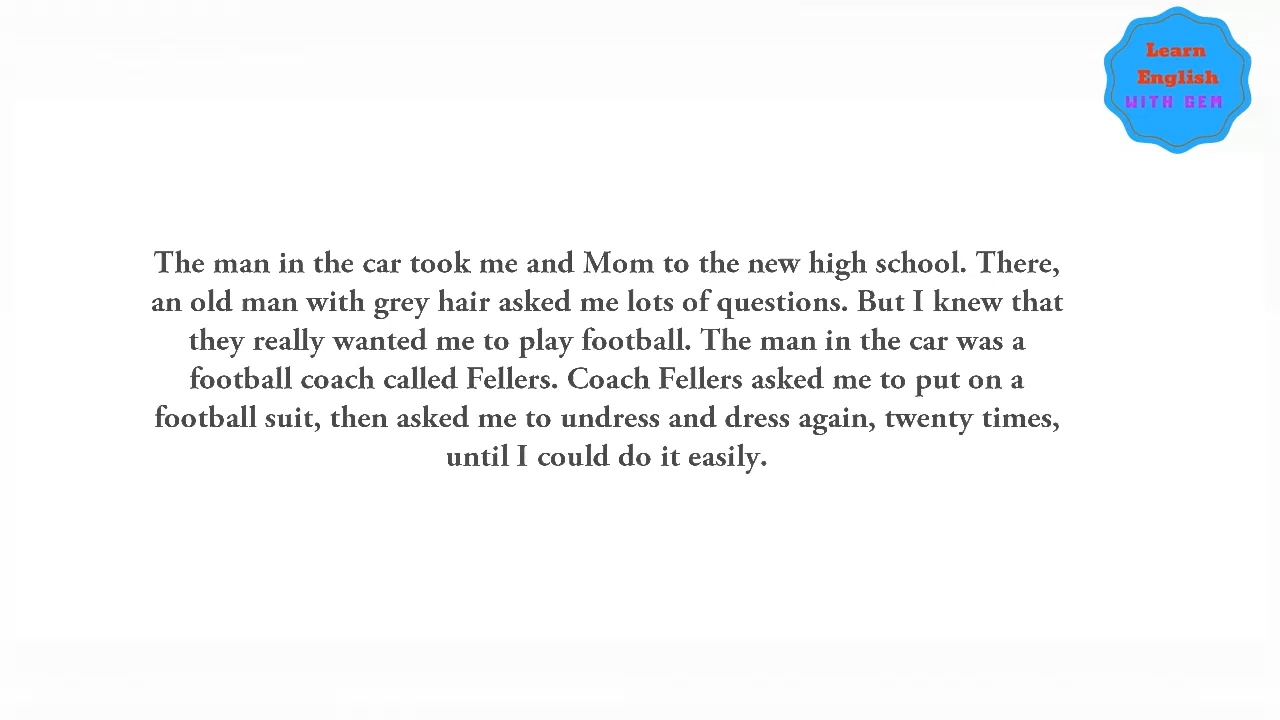 Learn
English
WITH GEM
The man in the car took me and Mom to the new high school. There,
an old man with grey hair asked me lots of questions. But I knew that
they really wanted me to play football. The man in the car was a
football coach called Fellers. Coach Fellers asked me to put on a
football suit, then asked me to undress and dress again, twenty times,
until I could do it easily.